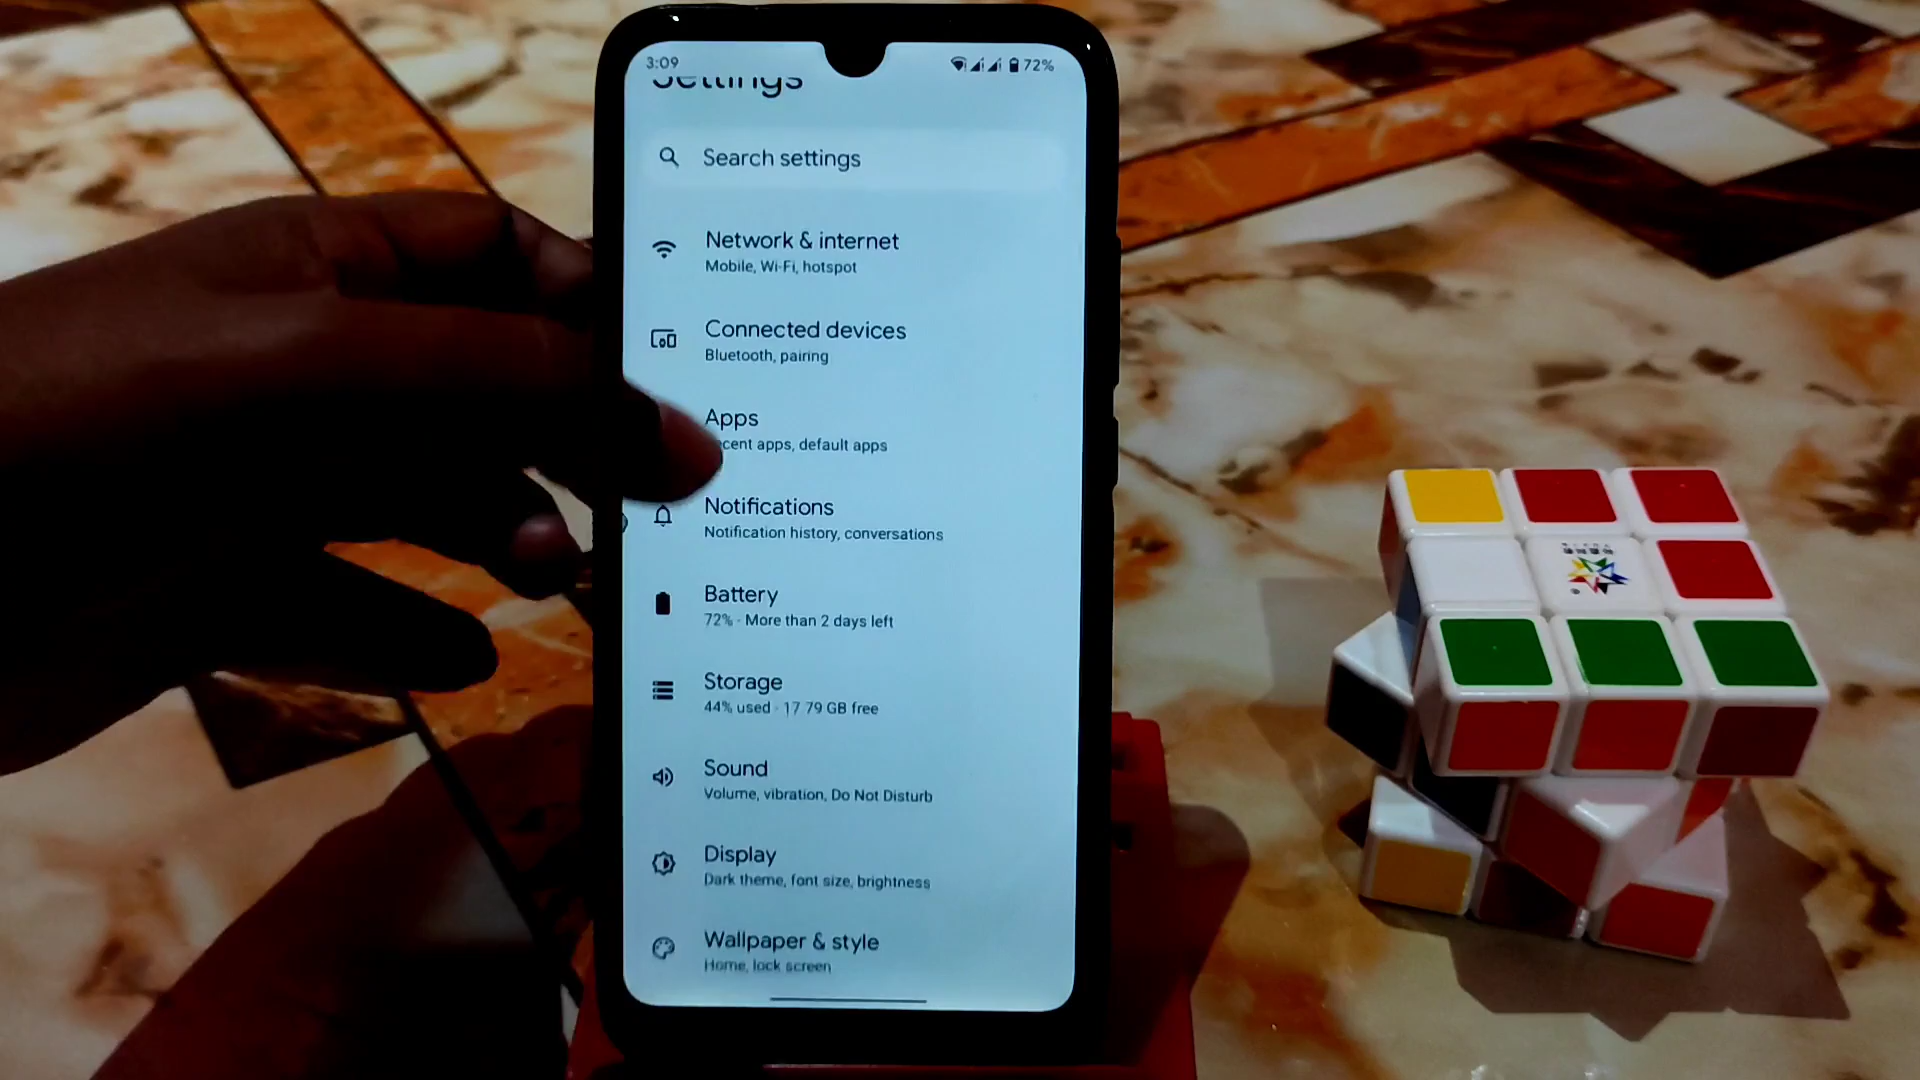 3:09
72%
Settings
Search settings
Network & internet
Mobile, Wi-Fi, hotspot
Connected devices
Bluetooth, pairing
Apps
apps, default apps
Notifications
Notification history, conversations
Battery
72% · More than 2 days left
Storage
44% used · 17 79 GB free
Sound
Volume, vibration, Do Not Disturb
Display
Dark theme, font size, brightness
Wallpaper & style
Home, lock screen